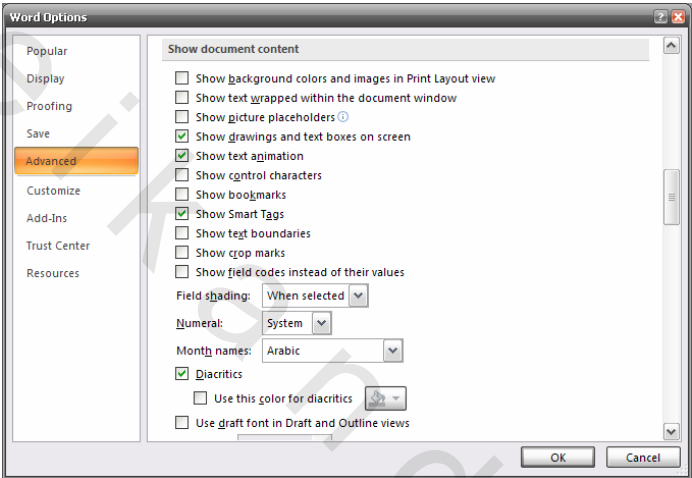 Word Options
Popular
Display
Proofing
Save
Advanced
Customize
Add-Ins
Trust Center
Resources
Show document content
Show background colors and images in Print Layout view
Show text wrapped within the document window
Show picture placeholders
Show drawings and text boxes on screen
Show text animation
Show control characters
Show bookmarks
Show Smart Tags
Show text boundaries
Show crop marks
Show field codes instead of their values
Field shading: When selected
Numeral: System
Month names: Arabic
Diacritics
Use this color for diacritics
Use draft font in Draft and Outline views
OK Cancel